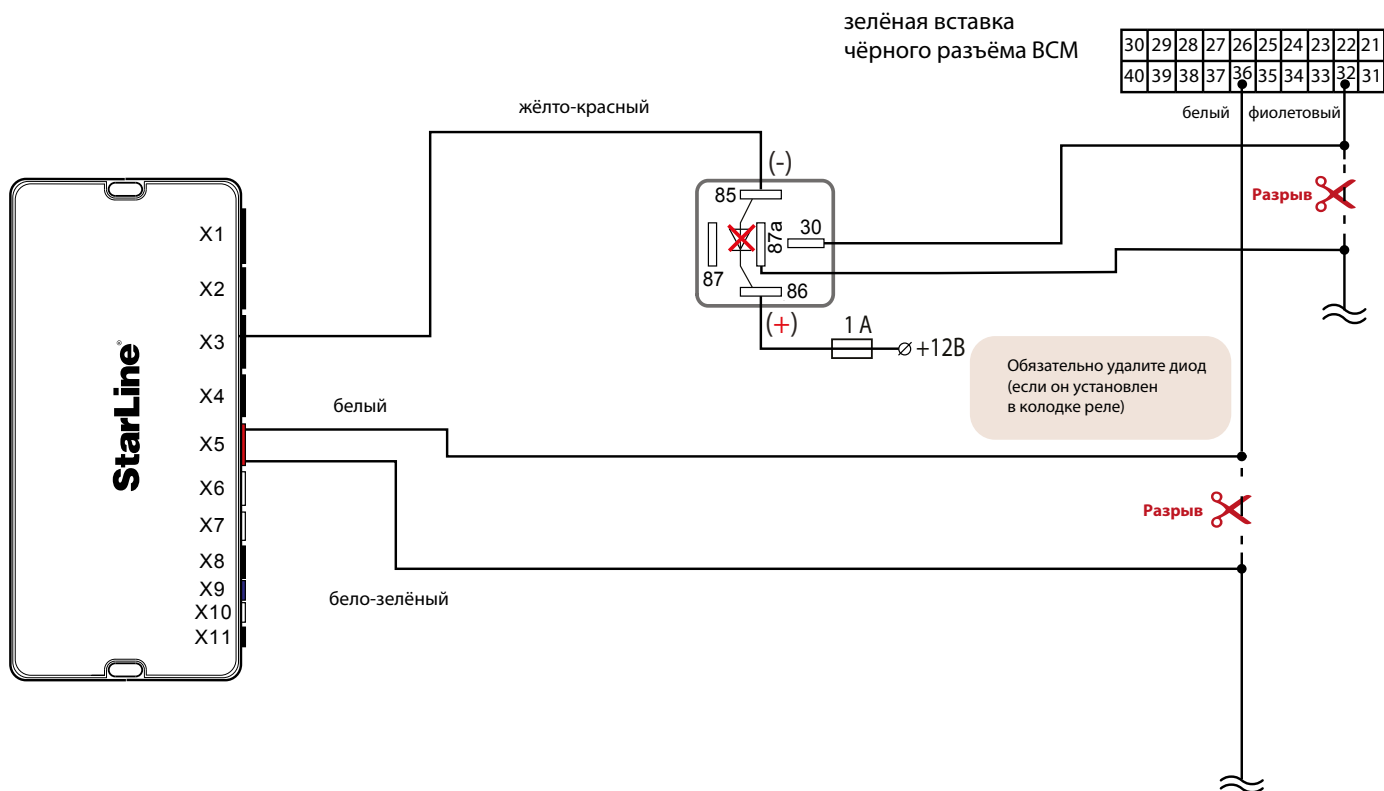 зелёная вставка
чёрного разъёма BCM
30 29 28 27 26 25 24 23 22 21
40 39 38 37 36 35 34 33 32 31
белый фиолетовый
жёлто-красный
(-)
85
30
87a
87
86
(+)
1 А
+12В
Разрыв
Обязательно удалите диод
(если он установлен
в колодке реле)
StarLine®
X1
X2
X3
X4
X5
X6
X7
X8
X9
X10
X11
белый
Разрыв
бело-зелёный